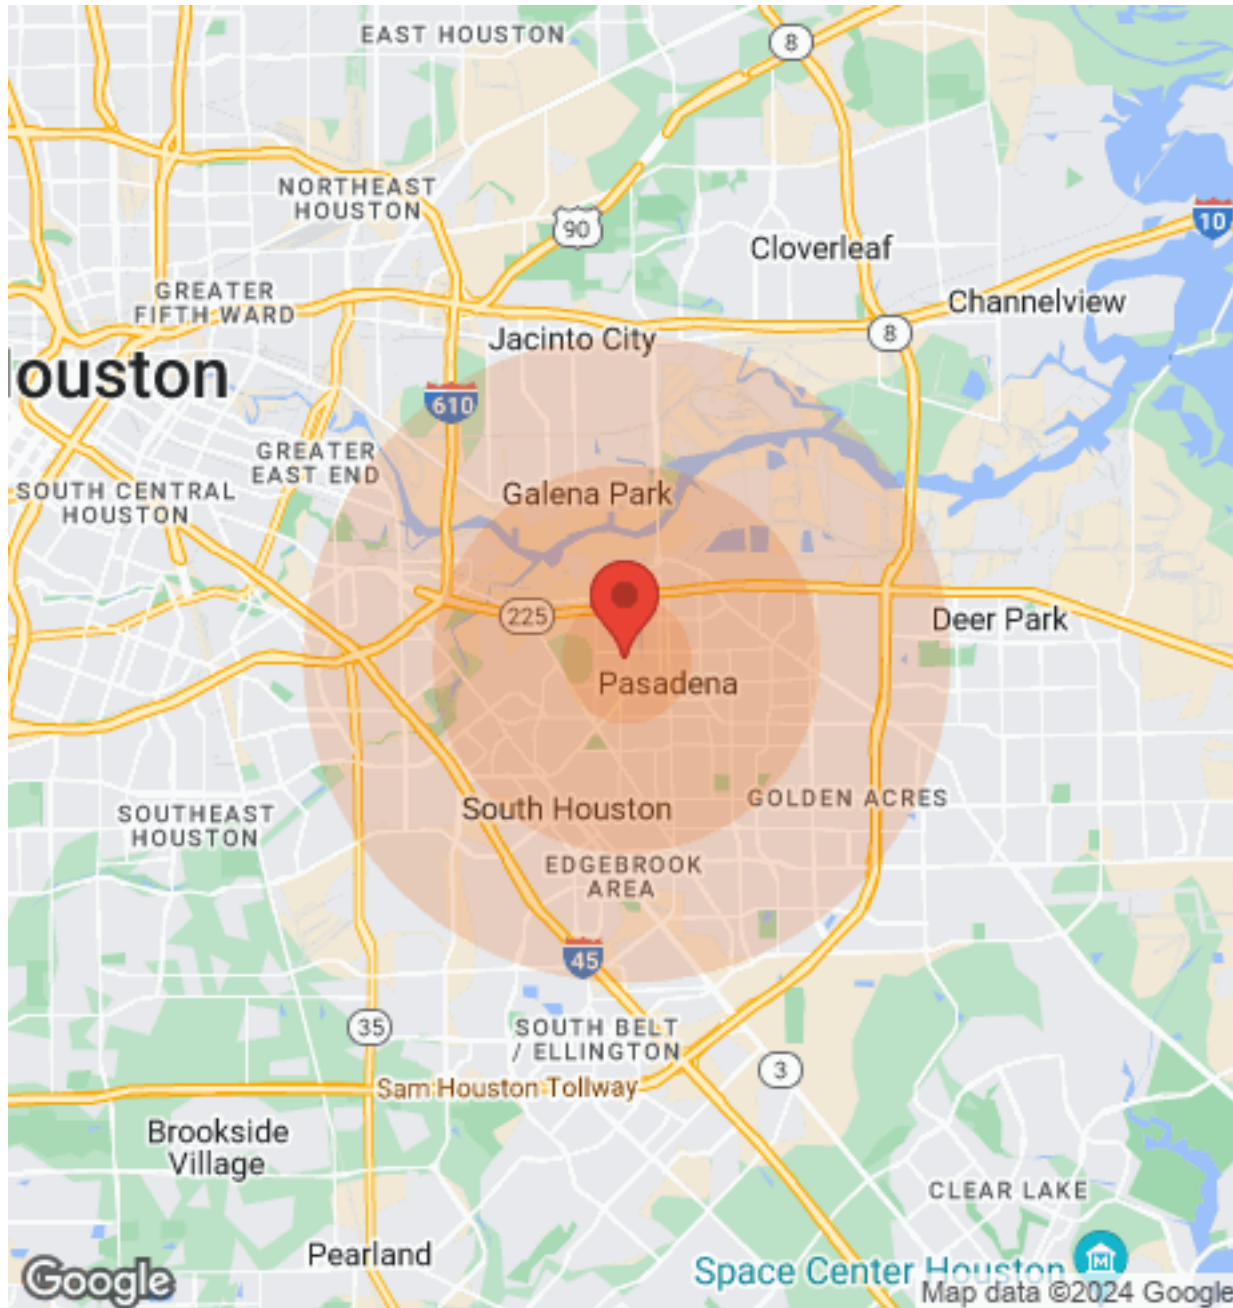 EAST HOUSTON
8
NORTHEAST
HOUSTON
90
10
Cloverleaf
GREATER
FIFTH WARD
Channelview
Jacinto City
8
ouston
610
GREATER
EAST END
SOUTH CENTRAL
HOUSTON
Galena Park
225
Deer Park
Pasadena
SOUTHEAST
HOUSTON
South Houston
GOLDEN ACRES
EDGEBROOK
AREA
45
35
SOUTH BELT
/ ELLINGTON
3
Sam Houston Tollway
Brookside
Village
CLEAR LAKE
Pearland
Space Center Houston
Google
Map data ©2024 Google